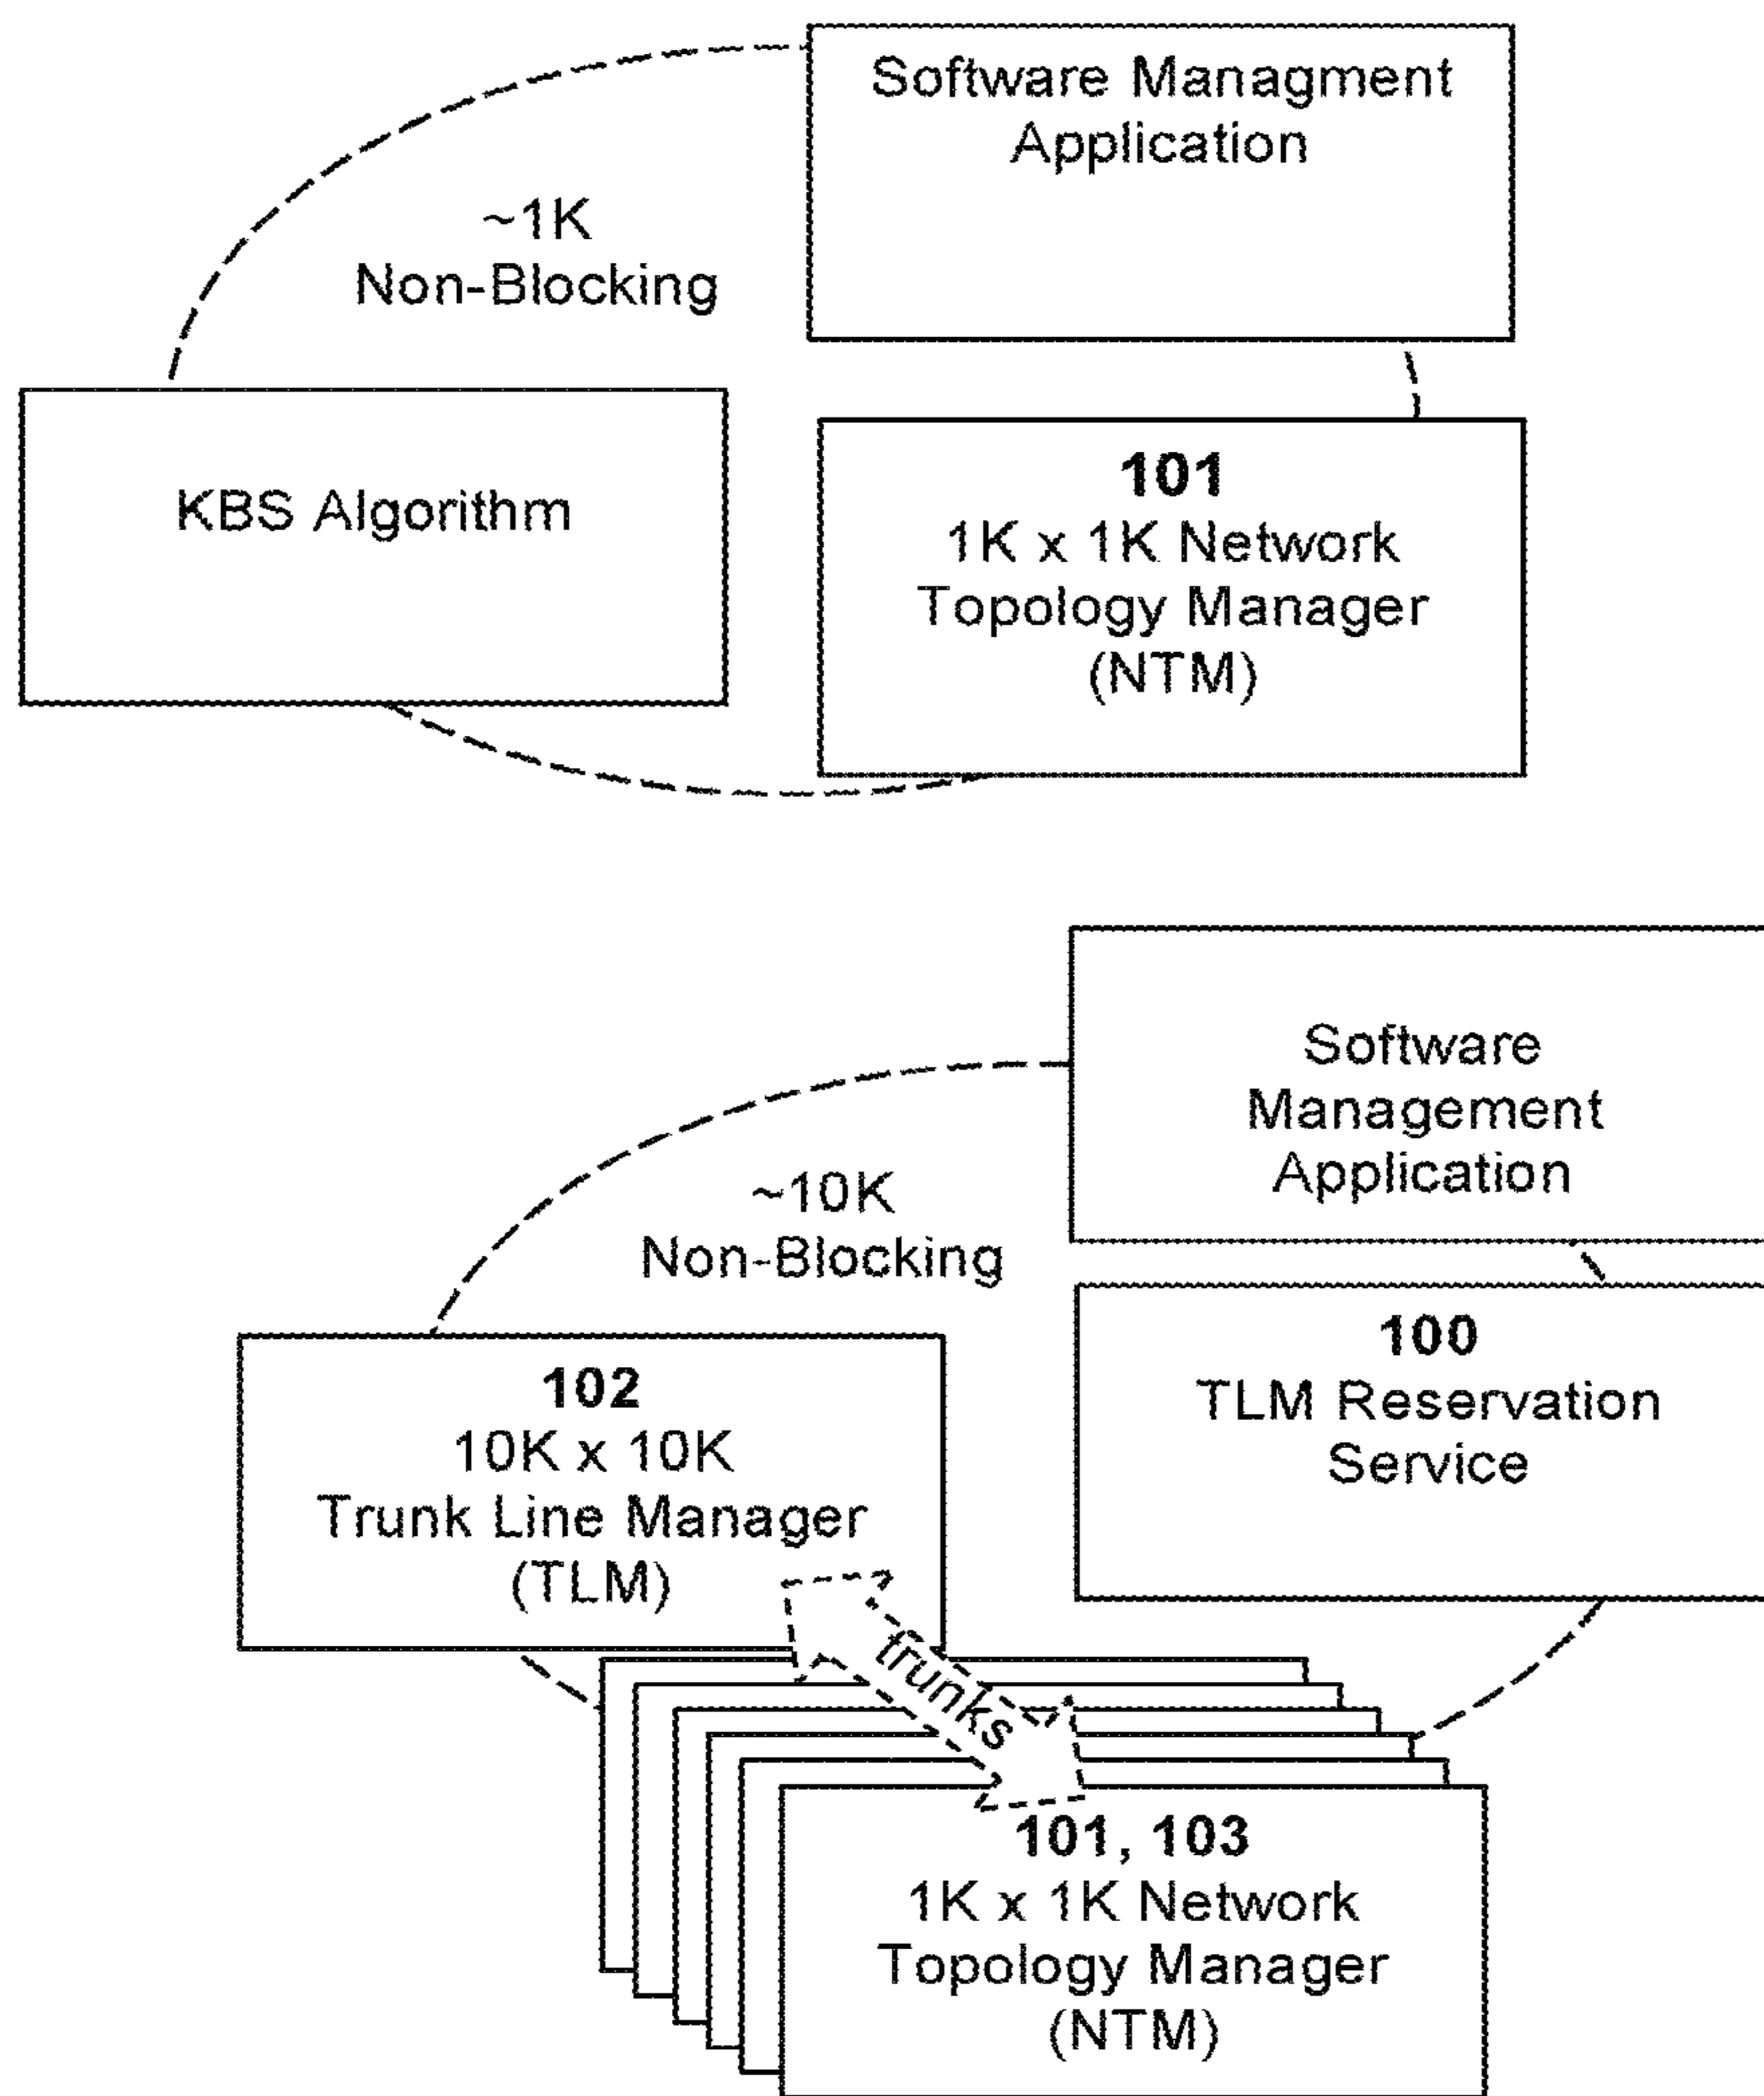 Software Managment
Application
~1K
Non-Blocking
KBS Algorithm
101
1K x 1K Network
Topology Manager
(NTM)
Software
Management
Application
~10K
Non-Blocking
100
TLM Reservation
Service
102
10K x 10K
Trunk Line Manager
(TLM)
trunks
101, 103
1K x 1K Network
Topology Manager
(NTM)